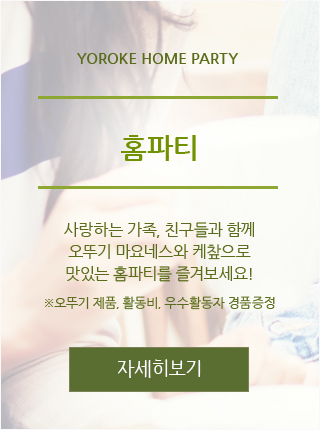 YOROKE HOME PARTY
홈파티
사랑하는 가족, 친구들과 함께
오뚜기 마요네스와 케찦으로
맛있는 홈파티를 즐겨보세요!
※오뚜기 제품, 활동비, 우수활동자 경품증정
자세히보기